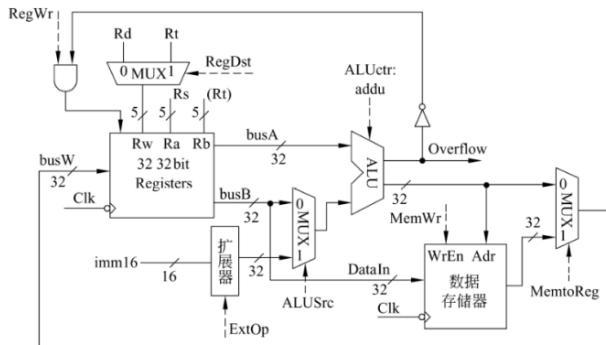 RegWr
Rd
Rt
0 MUX 1
RegDst
Rs
(Rt)
5
5
5
Rw Ra Rb
32 32bit
Registers
busW
32
Clk
busA
32
busB
32
ALUctr:
addu
ALU
Overflow
32
0
MUX
1
ALUSrc
imm16
16
扩展器
32
ExtOp
MemWr
WrEn Adr
数据
存储器
DataIn
32
Clk
32
0
MUX
1
MemtoReg